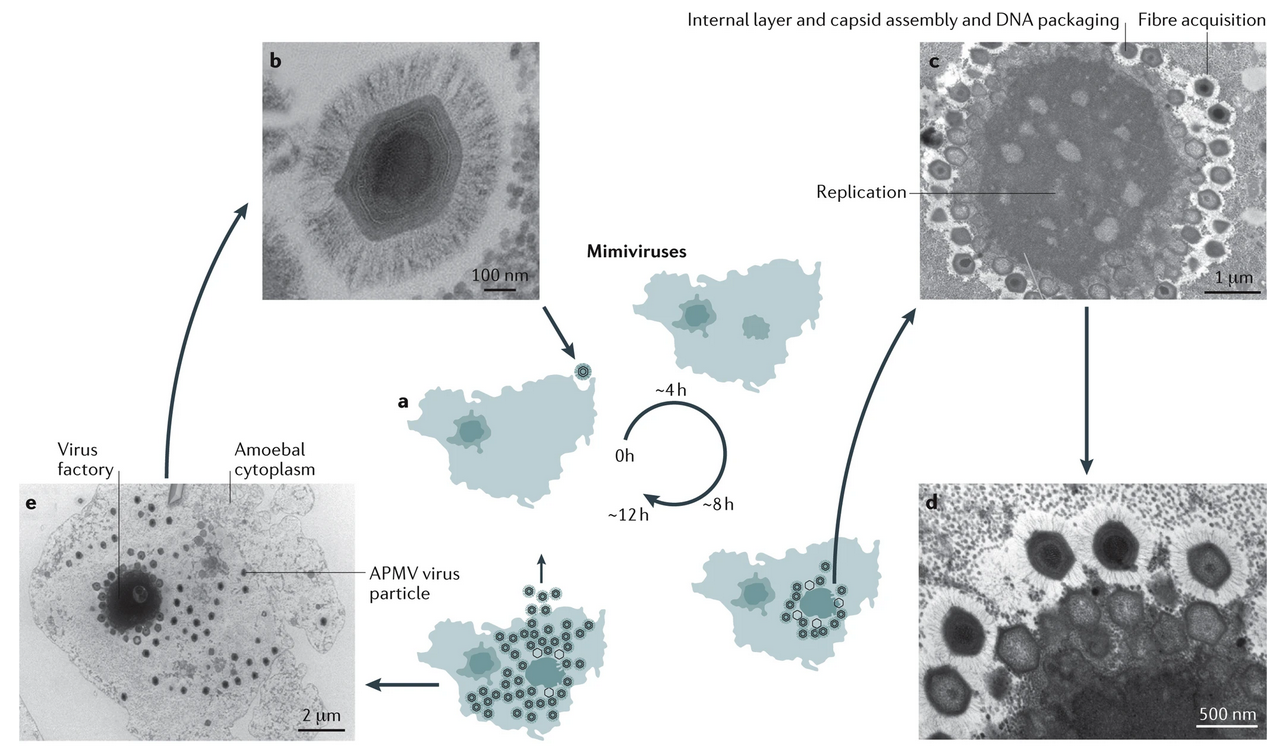 Internal layer and capsid assembly and DNA packaging
Fibre acquisition
b
100 nm
c
Replication
1 µm
Mimiviruses
a
~4 h
0h
~8 h
~12 h
Virus
factory
Amoebal
cytoplasm
e
APMV virus
particle
2 µm
d
500 nm